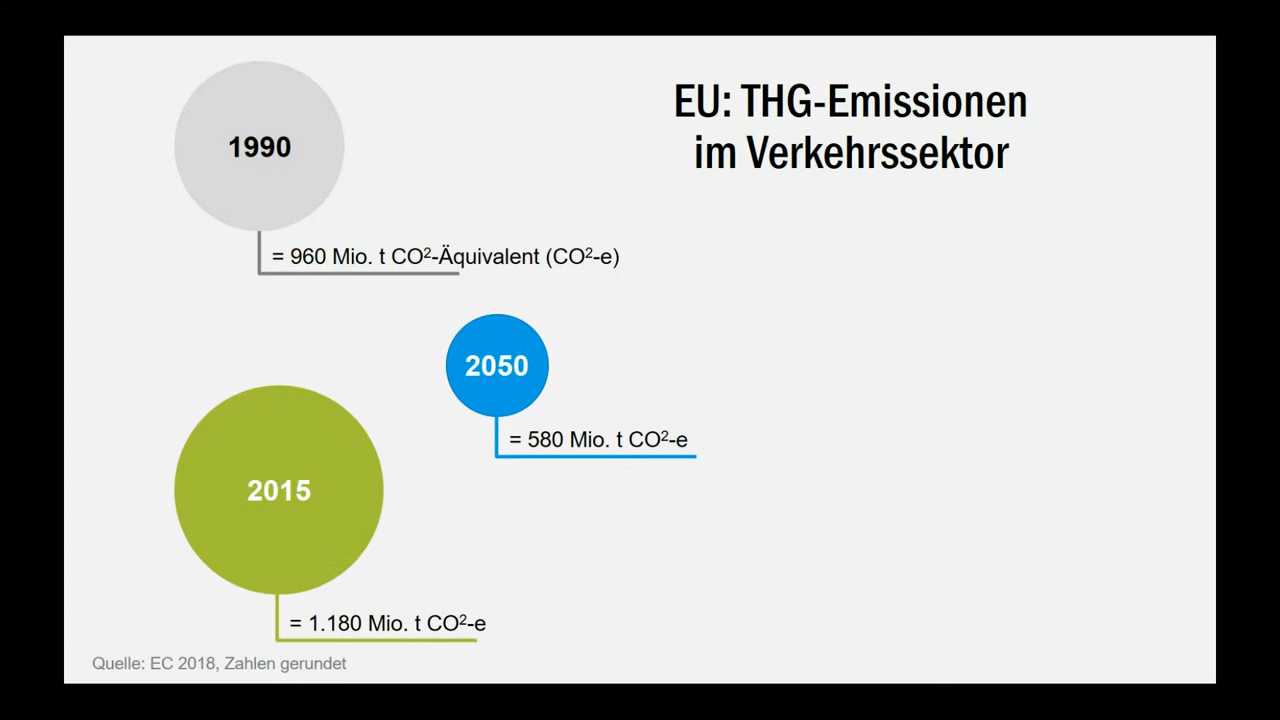 EU: THG-Emissionen
im Verkehrssektor
1990
= 960 Mio. t CO²-Äquivalent (CO²-e)
2050
= 580 Mio. t CO²-e
2015
= 1.180 Mio. t CO²-e
Quelle: EC 2018, Zahlen gerundet